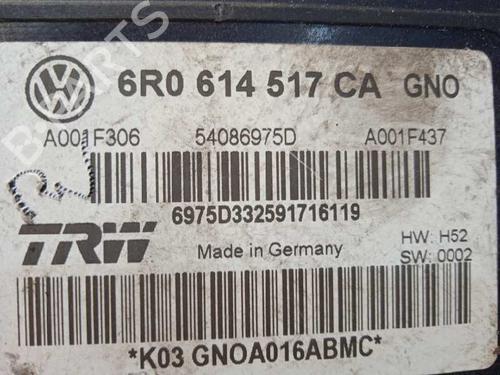 6R0 614 517 CA GNO
A001F306 54086975D A001F437
6975D332591716119
TRW Made in Germany HW: H52
SW: 0002
*K03 GNOA016ABMC*